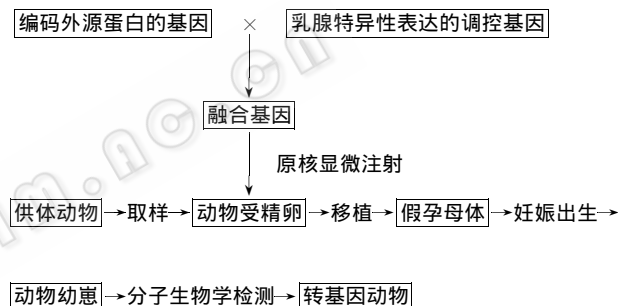 编码外源蛋白的基因 × 乳腺特异性表达的调控基因
融合基因
原核显微注射
供体动物 取样 动物受精卵 移植 假孕母体 妊娠出生
动物幼崽 分子生物学检测 转基因动物